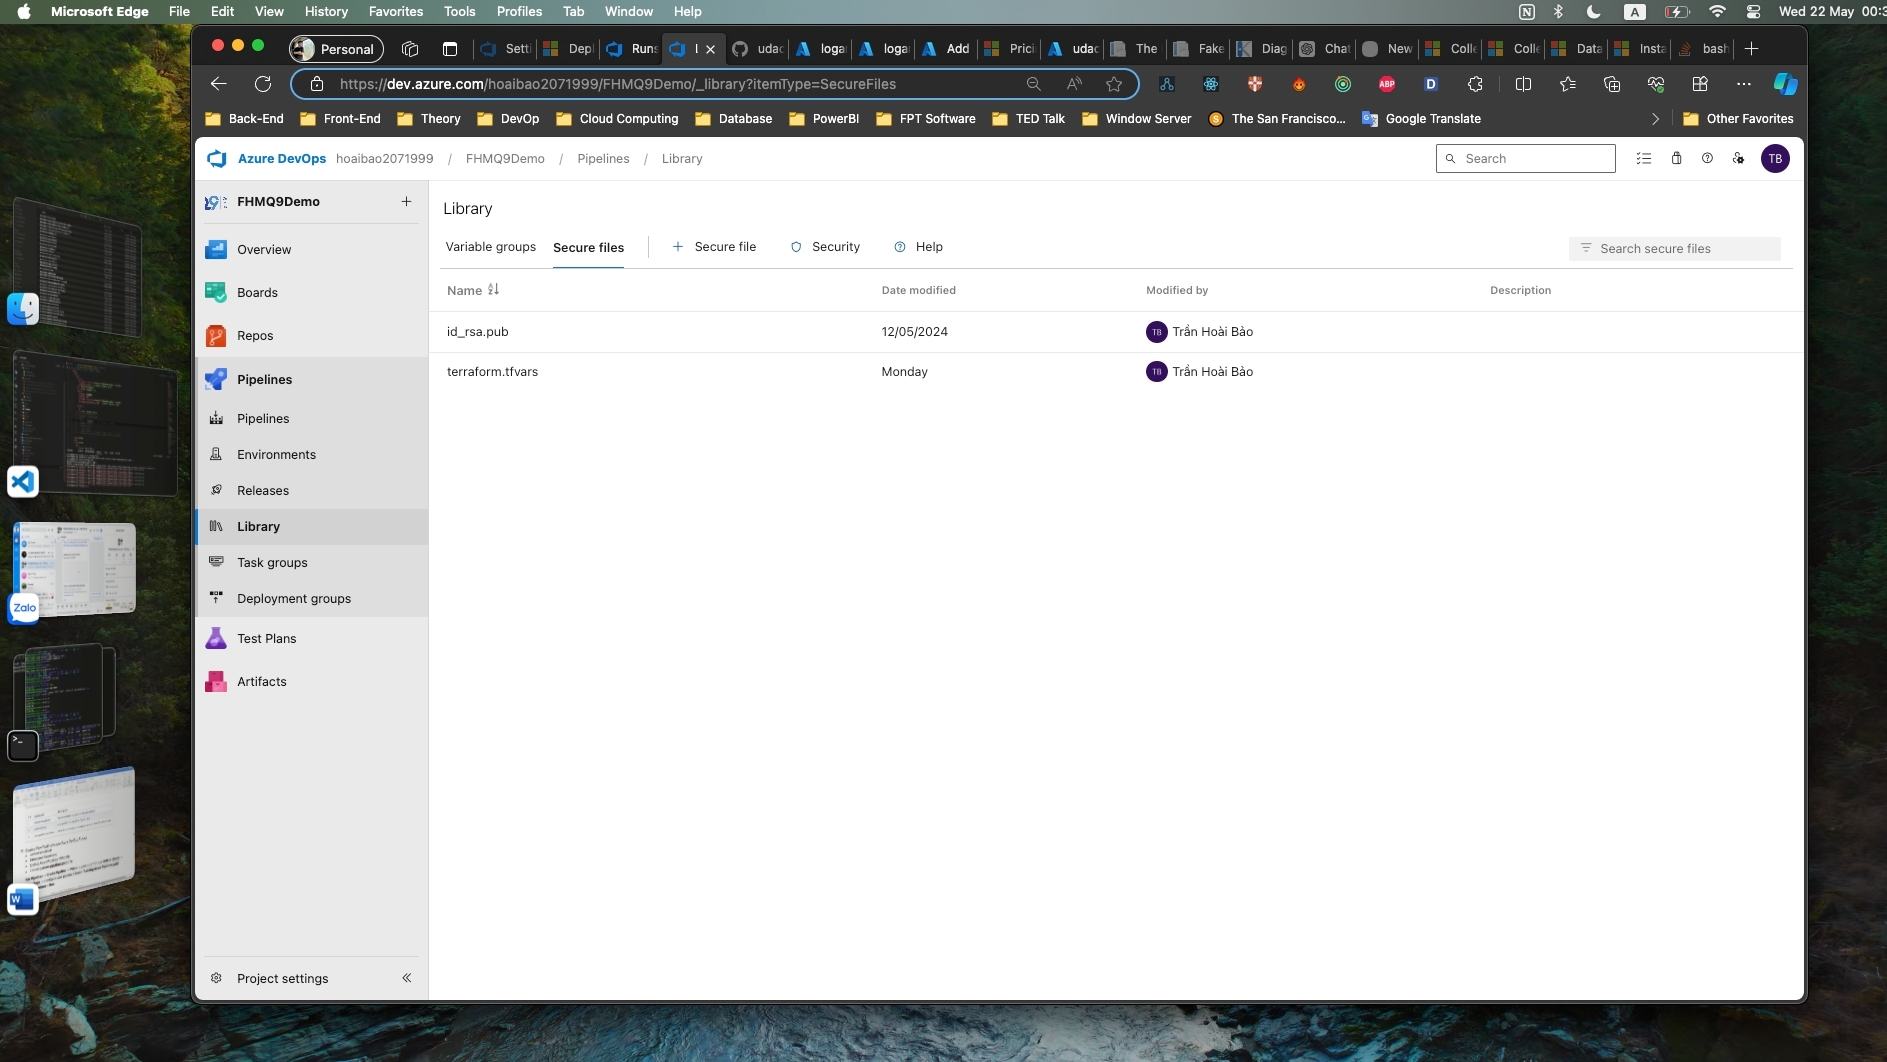 Microsoft Edge File Edit View History Favorites Tools Profiles Tab Window Help N A Wed 22 May 00:3
Personal Setti Depl Runs l udac logar logar Add Prici udac The Fake Diag Chat New Colle Colle Data Insta bash
https://dev.azure.com/hoaibao2071999/FHMQ9Demo/_library?itemType=SecureFiles ABP D
Back-End Front-End Theory DevOp Cloud Computing Database PowerBI FPT Software TED Talk Window Server The San Francisco... Google Translate Other Favorites
Azure DevOps hoaibao2071999 / FHMQ9Demo / Pipelines / Library Search TB
FHMQ9Demo
Overview
Boards
Repos
Pipelines
Pipelines
Environments
Releases
Library
Task groups
Deployment groups
Test Plans
Artifacts
Project settings
Library
Variable groups Secure files Secure file Security Help Search secure files
Name Date modified Modified by Description
id_rsa.pub 12/05/2024 TB Trần Hoài Bảo
terraform.tfvars Monday TB Trần Hoài Bảo
Zalo